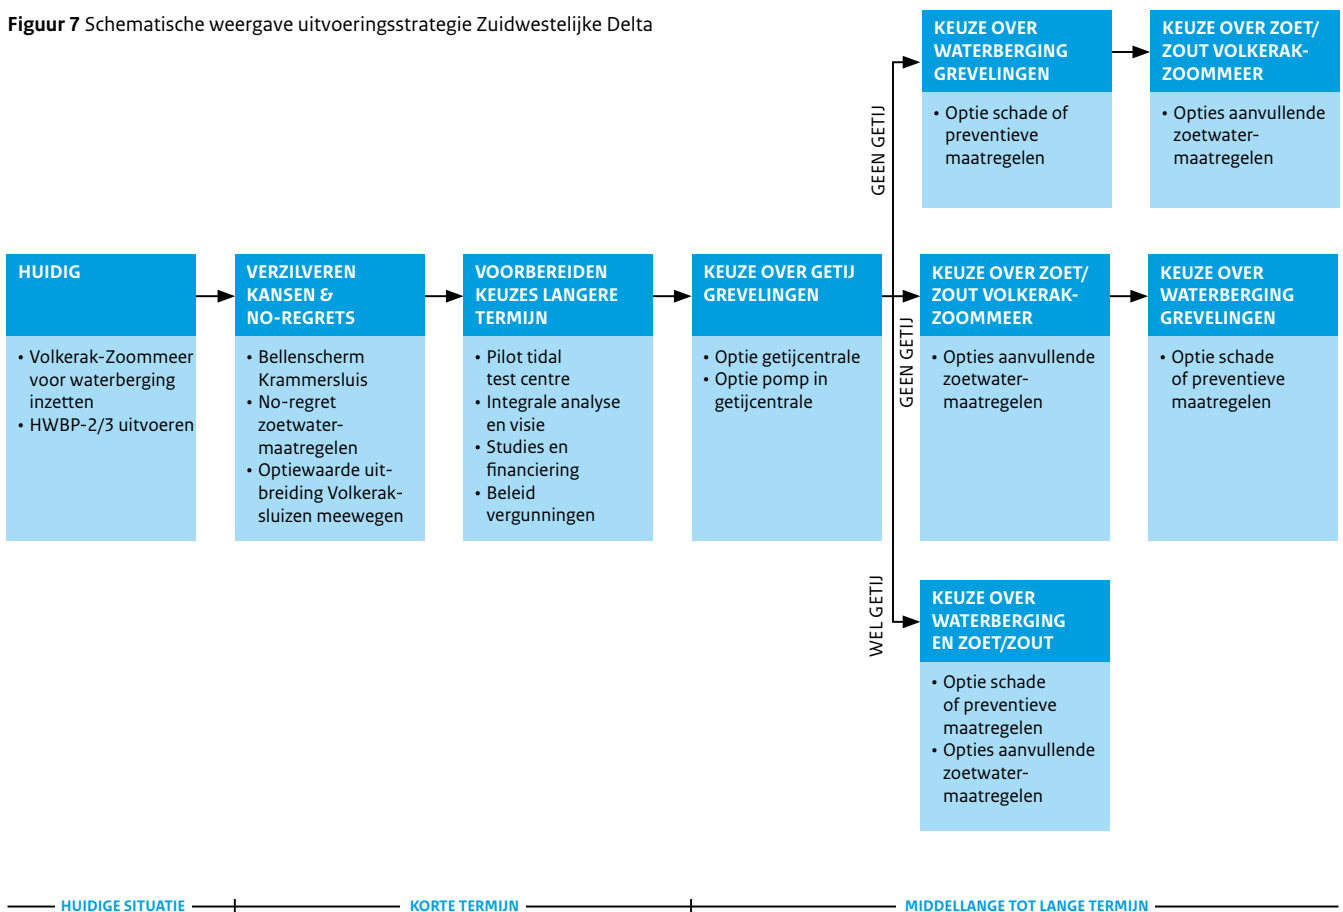 Figuur 7 Schematische weergave uitvoeringsstrategie Zuidwestelijke Delta
HUIDIG
• Volkerak-Zoommeer
voor waterberging
inzetten
• HWBP-2/3 uitvoeren
VERZILVEREN
KANSEN &
NO-REGRETS
• Bellenscherm
Krammersluis
• No-regret
zoetwater-
maatregelen
• Optiewaarde uit-
breiding Volkerak-
sluizen meewegen
VOORBEREIDEN
KEUZES LANGERE
TERMIJN
• Pilot tidal
test centre
• Integrale analyse
en visie
• Studies en
financiering
• Beleid
vergunningen
KEUZE OVER GETIJ
GREVELINGEN
• Optie getijcentrale
• Optie pomp in
getijcentrale
GEEN GETIJ
KEUZE OVER
WATERBERGING
GREVELINGEN
• Optie schade of
preventieve
maatregelen
KEUZE OVER ZOET/
ZOUT VOLKERAK-
ZOOMMEER
• Opties aanvullende
zoetwater-
maatregelen
GEEN GETIJ
KEUZE OVER ZOET/
ZOUT VOLKERAK-
ZOOMMEER
• Opties aanvullende
zoetwater-
maatregelen
KEUZE OVER
WATERBERGING
GREVELINGEN
• Optie schade
of preventieve
maatregelen
WEL GETIJ
KEUZE OVER
WATERBERGING
EN ZOET/ZOUT
• Optie schade
of preventieve
maatregelen
• Opties aanvullende
zoetwater-
maatregelen
HUIDIGE SITUATIE
KORTE TERMIJN
MIDDELLANGE TOT LANGE TERMIJN